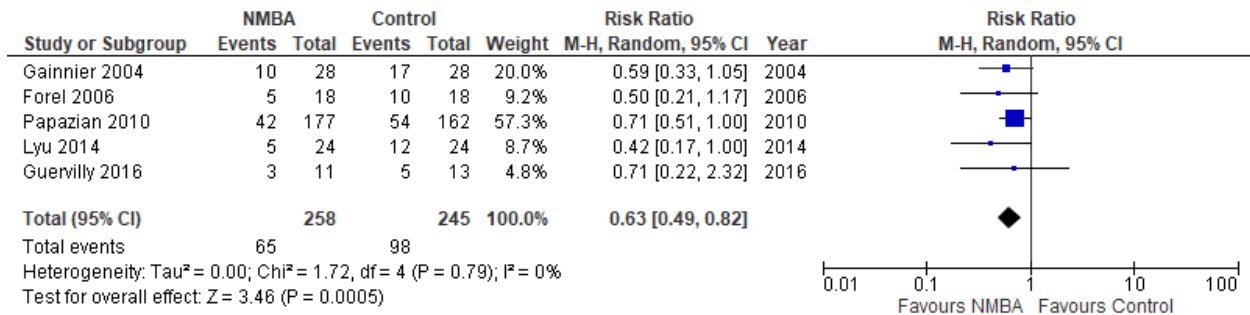 NMBA Control Risk Ratio Risk Ratio
Study or Subgroup Events Total Events Total Weight M-H, Random, 95% CI Year M-H, Random, 95% CI
Gainnier 2004 10 28 17 28 20.0% 0.59 [0.33, 1.05] 2004
Forel 2006 5 18 10 18 9.2% 0.50 [0.21, 1.17] 2006
Papazian 2010 42 177 54 162 57.3% 0.71 [0.51, 1.00] 2010
Lyu 2014 5 24 12 24 8.7% 0.42 [0.17, 1.00] 2014
Guervilly 2016 3 11 5 13 4.8% 0.71 [0.22, 2.32] 2016
Total (95% CI) 258 245 100.0% 0.63 [0.49, 0.82]
Total events 65 98
Heterogeneity: Tau² = 0.00; Chi² = 1.72, df = 4 (P = 0.79); I² = 0%
Test for overall effect: Z = 3.46 (P = 0.0005)
0.01 0.1 1 10 100
Favours NMBA Favours Control